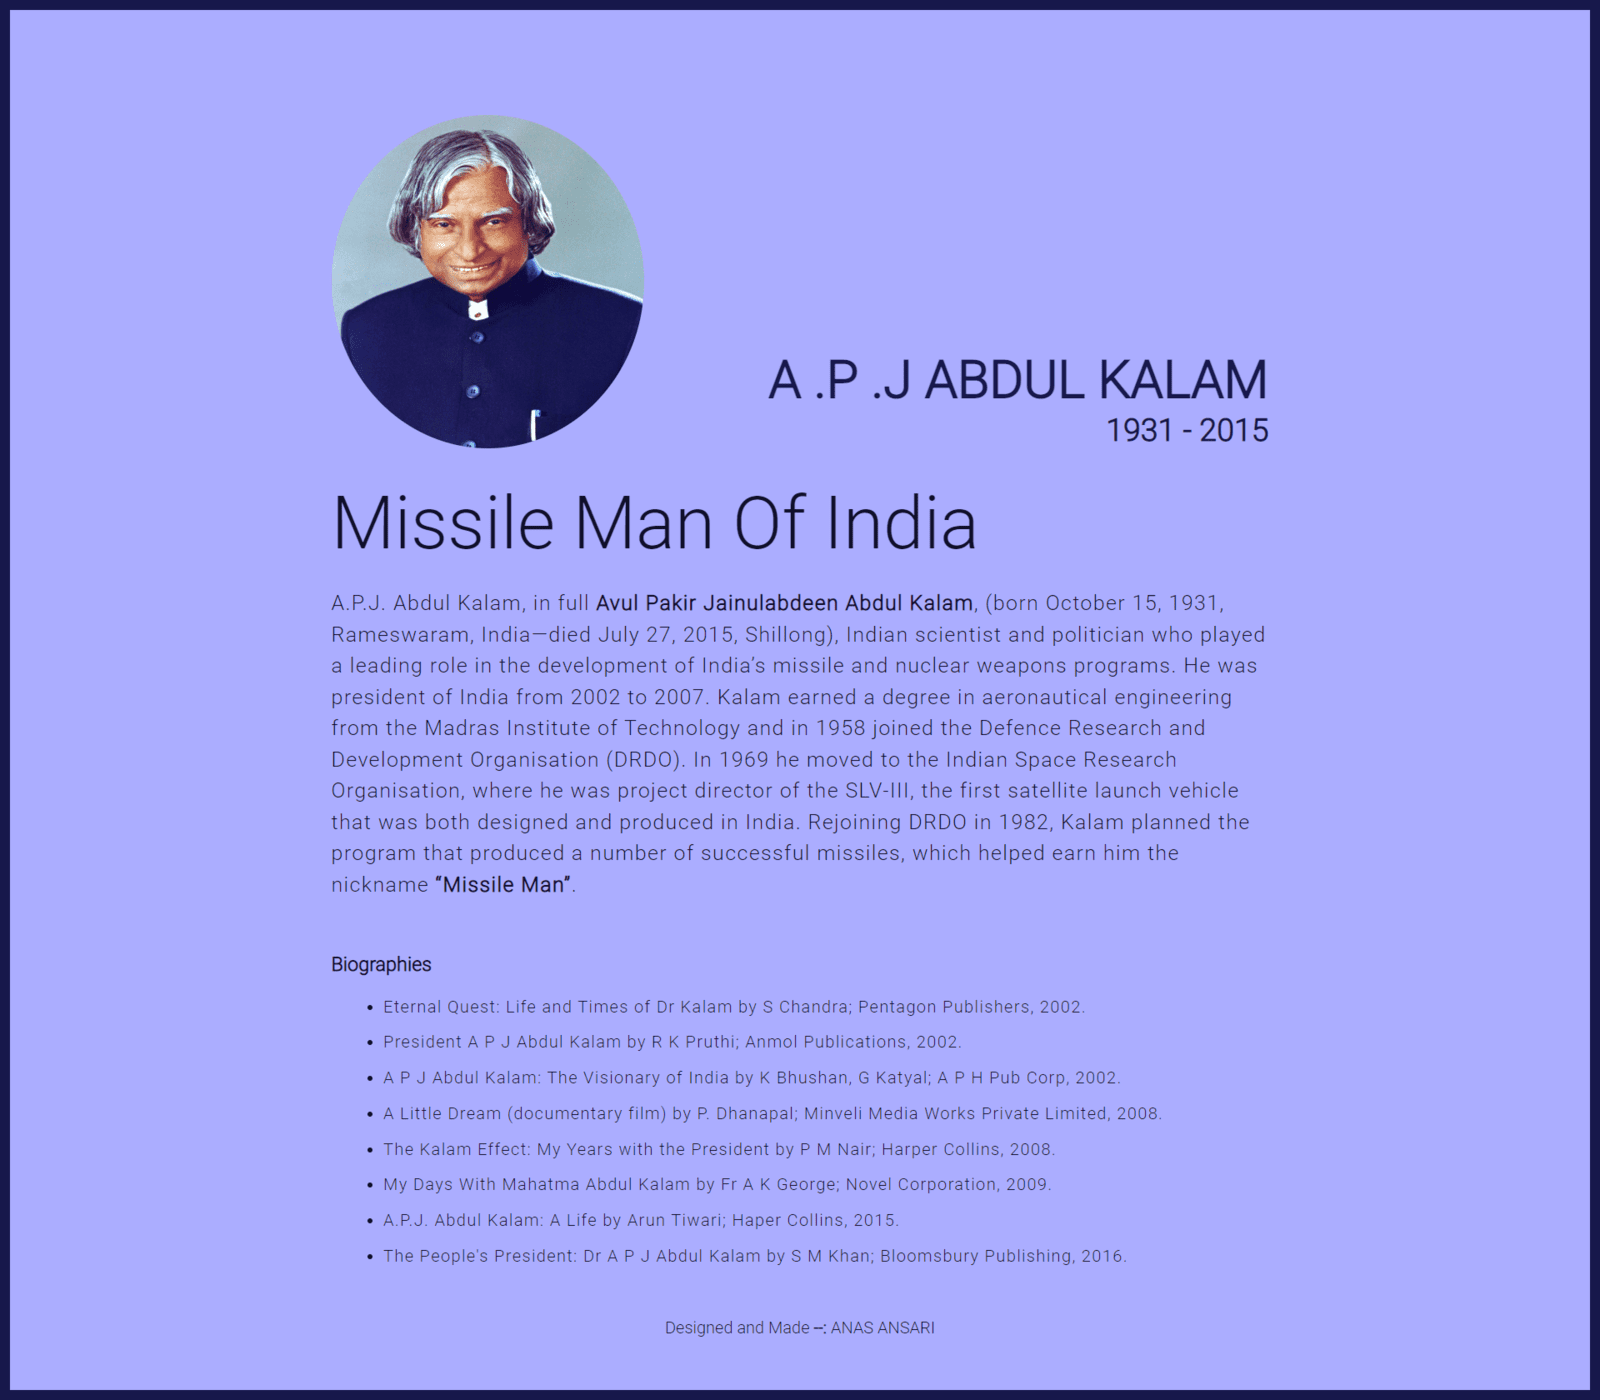 A .P .J ABDUL KALAM
1931 - 2015
Missile Man Of India
A.P.J. Abdul Kalam, in full Avul Pakir Jainulabdeen Abdul Kalam, (born October 15, 1931,
Rameswaram, India—died July 27, 2015, Shillong), Indian scientist and politician who played
a leading role in the development of India’s missile and nuclear weapons programs. He was
president of India from 2002 to 2007. Kalam earned a degree in aeronautical engineering
from the Madras Institute of Technology and in 1958 joined the Defence Research and
Development Organisation (DRDO). In 1969 he moved to the Indian Space Research
Organisation, where he was project director of the SLV-III, the first satellite launch vehicle
that was both designed and produced in India. Rejoining DRDO in 1982, Kalam planned the
program that produced a number of successful missiles, which helped earn him the
nickname “Missile Man”.
Biographies
• Eternal Quest: Life and Times of Dr Kalam by S Chandra; Pentagon Publishers, 2002.
• President A P J Abdul Kalam by R K Pruthi; Anmol Publications, 2002.
• A P J Abdul Kalam: The Visionary of India by K Bhushan, G Katyal; A P H Pub Corp, 2002.
• A Little Dream (documentary film) by P. Dhanapal; Minveli Media Works Private Limited, 2008.
• The Kalam Effect: My Years with the President by P M Nair; Harper Collins, 2008.
• My Days With Mahatma Abdul Kalam by Fr A K George; Novel Corporation, 2009.
• A.P.J. Abdul Kalam: A Life by Arun Tiwari; Haper Collins, 2015.
• The People's President: Dr A P J Abdul Kalam by S M Khan; Bloomsbury Publishing, 2016.
Designed and Made --: ANAS ANSARI